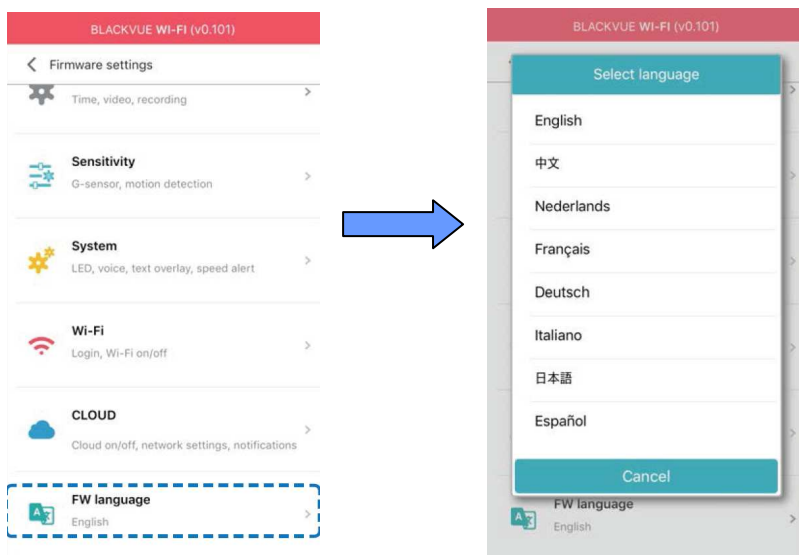 BLACKVUE WI-FI (v0.101)
Firmware settings
Time, video, recording
Sensitivity
G-sensor, motion detection
System
LED, voice, text overlay, speed alert
Wi-Fi
Login, Wi-Fi on/off
CLOUD
Cloud on/off, network settings, notifications
FW language
English
BLACKVUE WI-FI (v0.101)
Select language
English
中文
Nederlands
Français
Deutsch
Italiano
日本語
Español
Cancel
FW language
English